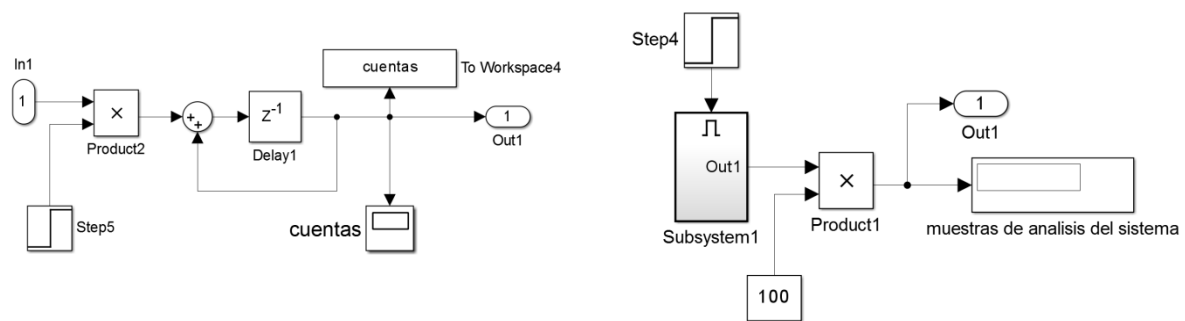 In1
1
×
Product2
Step5
+
+
Z-1
Delay1
cuentas
To Workspace4
1
Out1
cuentas
Step4
Out1
Subsystem1
×
Product1
100
1
Out1
muestras de analisis del sistema